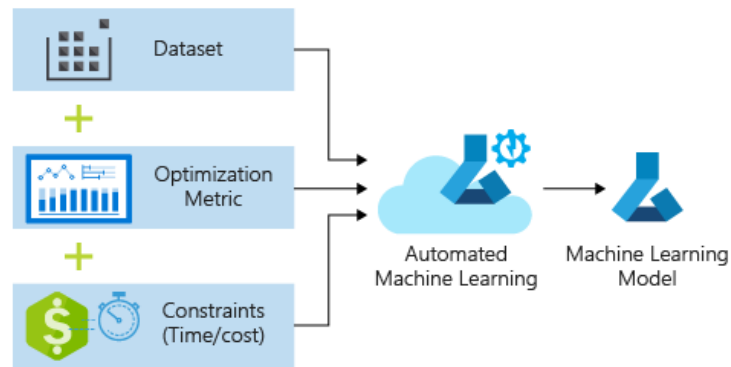 Dataset
Optimization
Metric
Constraints
(Time/cost)
Automated
Machine Learning
Machine Learning
Model